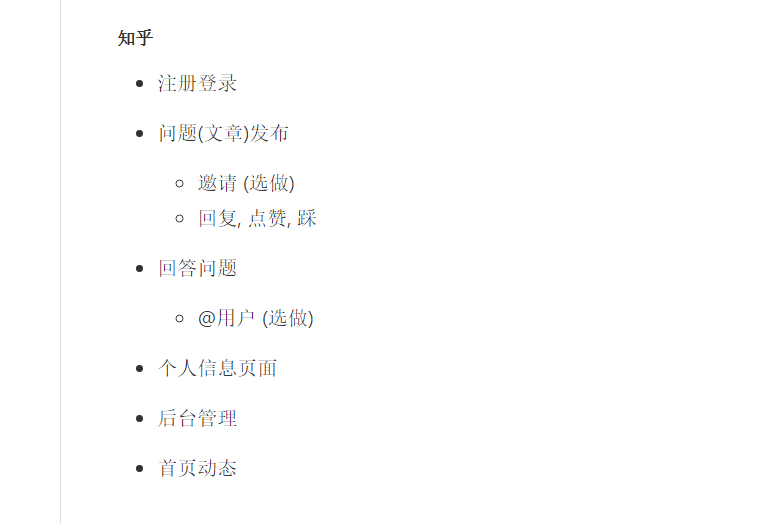 知乎
注册登录
问题(文章)发布
邀请 (选做)
回复, 点赞, 踩
回答问题
@用户 (选做)
个人信息页面
后台管理
首页动态